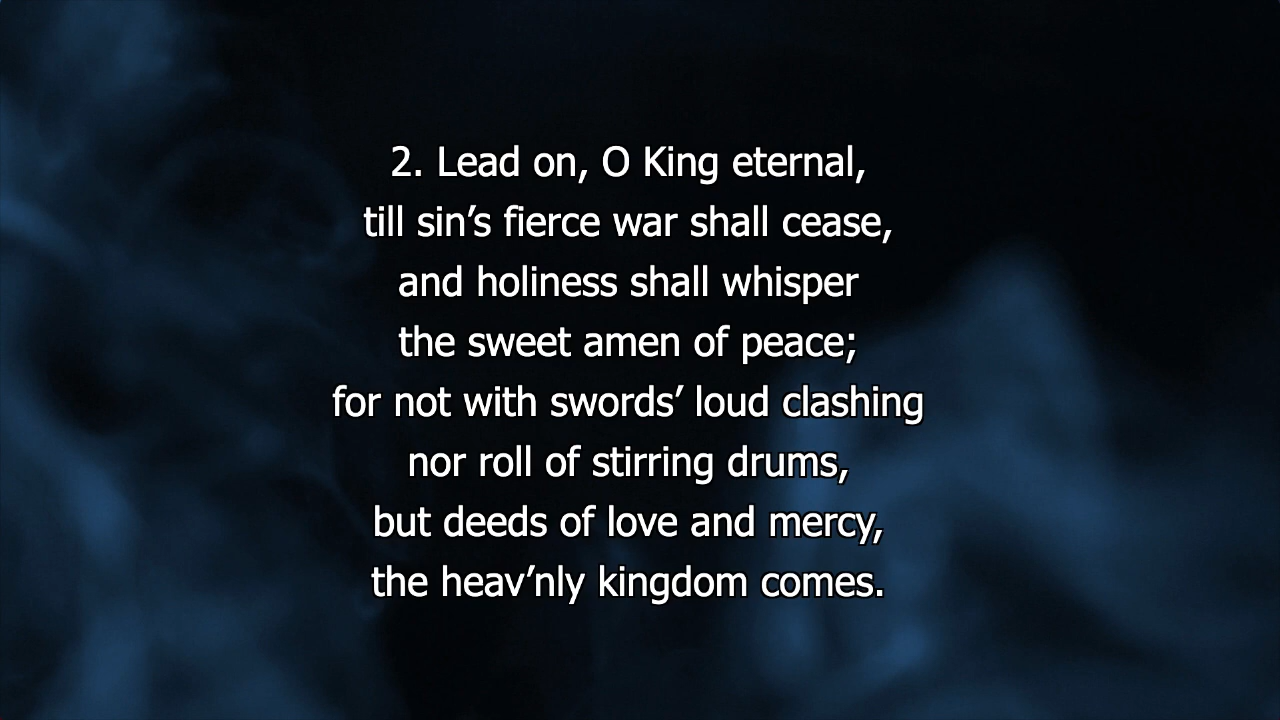 2. Lead on, O King eternal,
till sin’s fierce war shall cease,
and holiness shall whisper
the sweet amen of peace;
for not with swords’ loud clashing
nor roll of stirring drums,
but deeds of love and mercy,
the heav’nly kingdom comes.